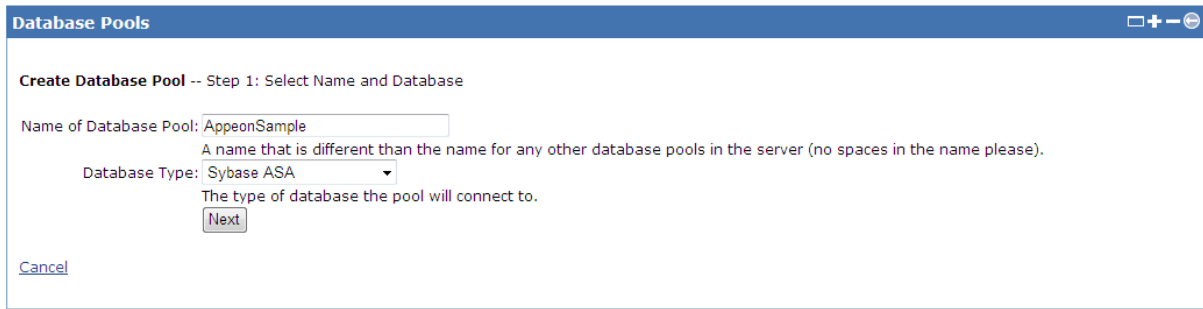 Database Pools
Create Database Pool -- Step 1: Select Name and Database
Name of Database Pool: AppeonSample
A name that is different than the name for any other database pools in the server (no spaces in the name please).
Database Type: Sybase ASA
The type of database the pool will connect to.
Next
Cancel